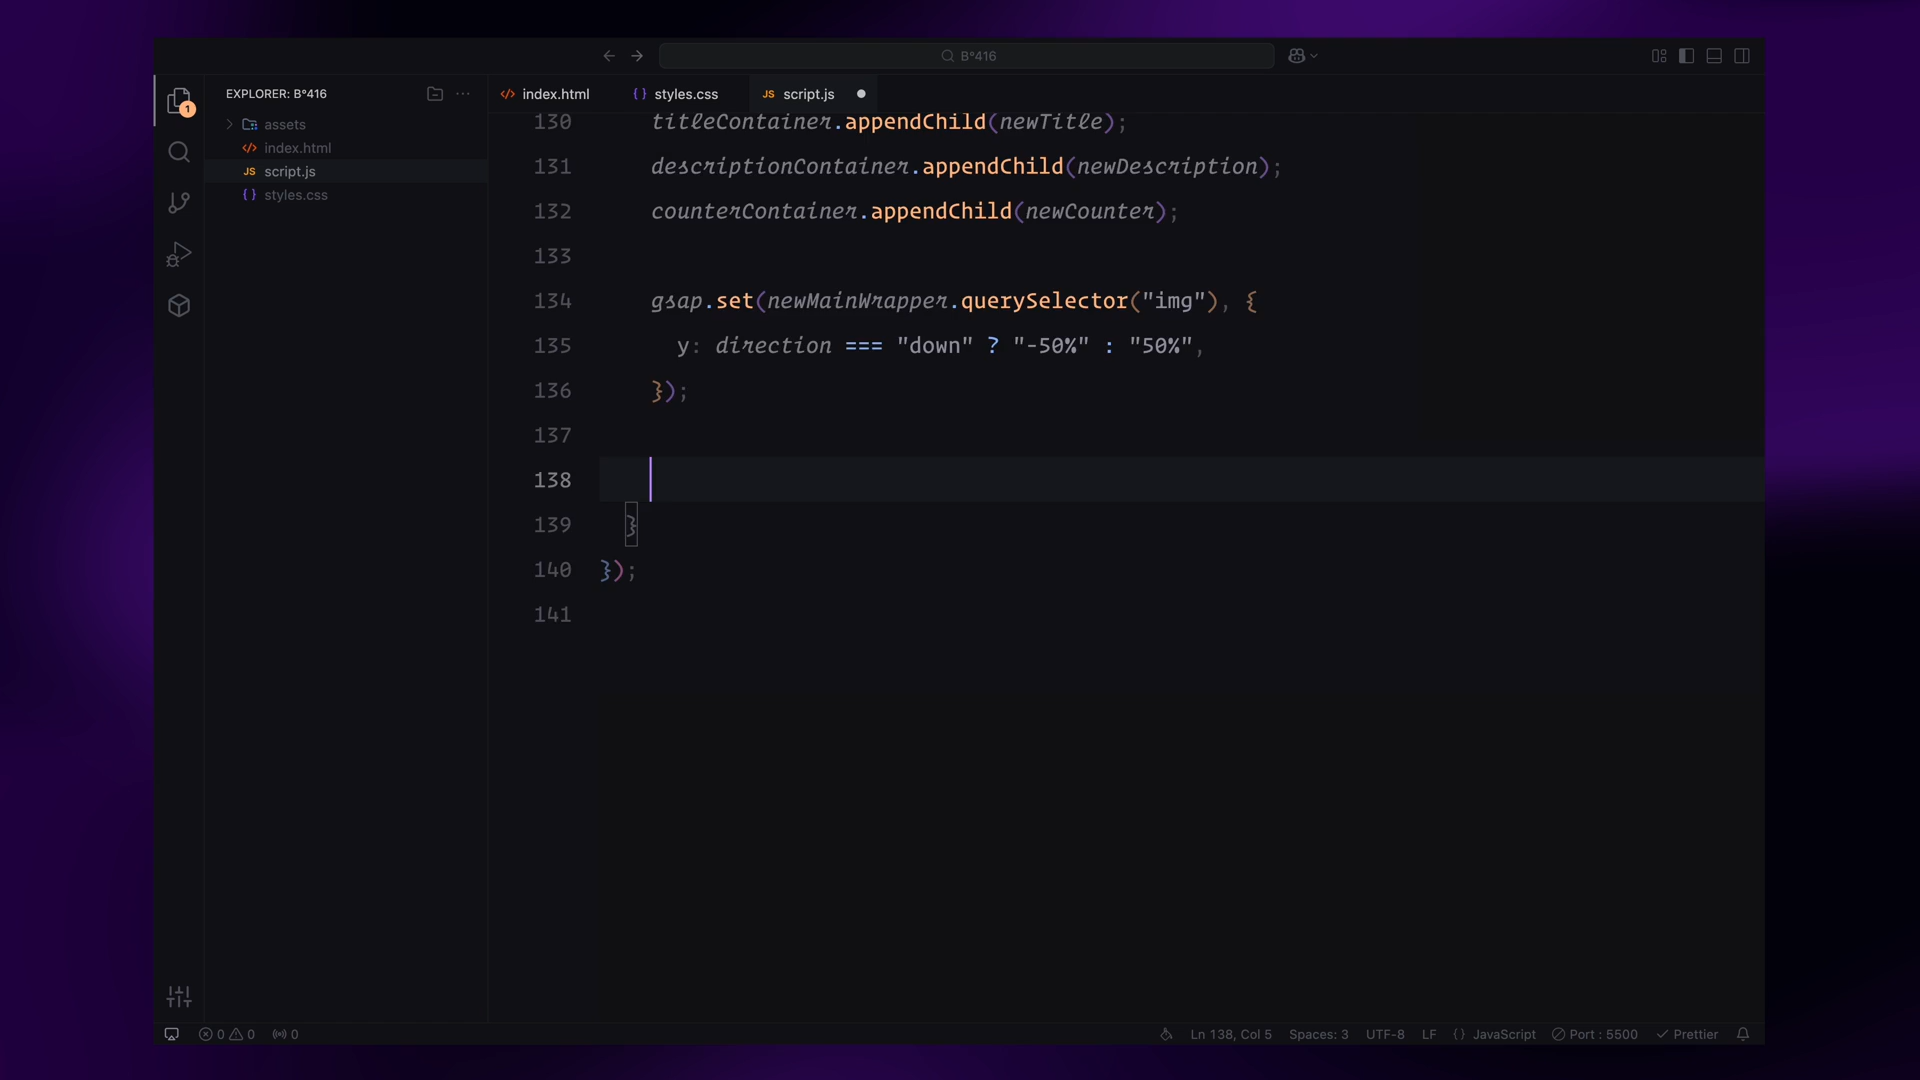 B°416
EXPLORER: B°416
assets
index.html
script.js
styles.css
1
index.html
styles.css
JS script.js
JS
130 titleContainer.appendChild(newTitle);
131 descriptionContainer.appendChild(newDescription);
132 counterContainer.appendChild(newCounter);
133
134 gsap.set(newMainWrapper.querySelector("img"), {
135 y: direction === "down" ? "-50%" : "50%",
136 });
137
138
139 }
140 });
141
0 0 0
Ln 138, Col 5 Spaces: 3 UTF-8 LF {} JavaScript Port : 5500 Prettier